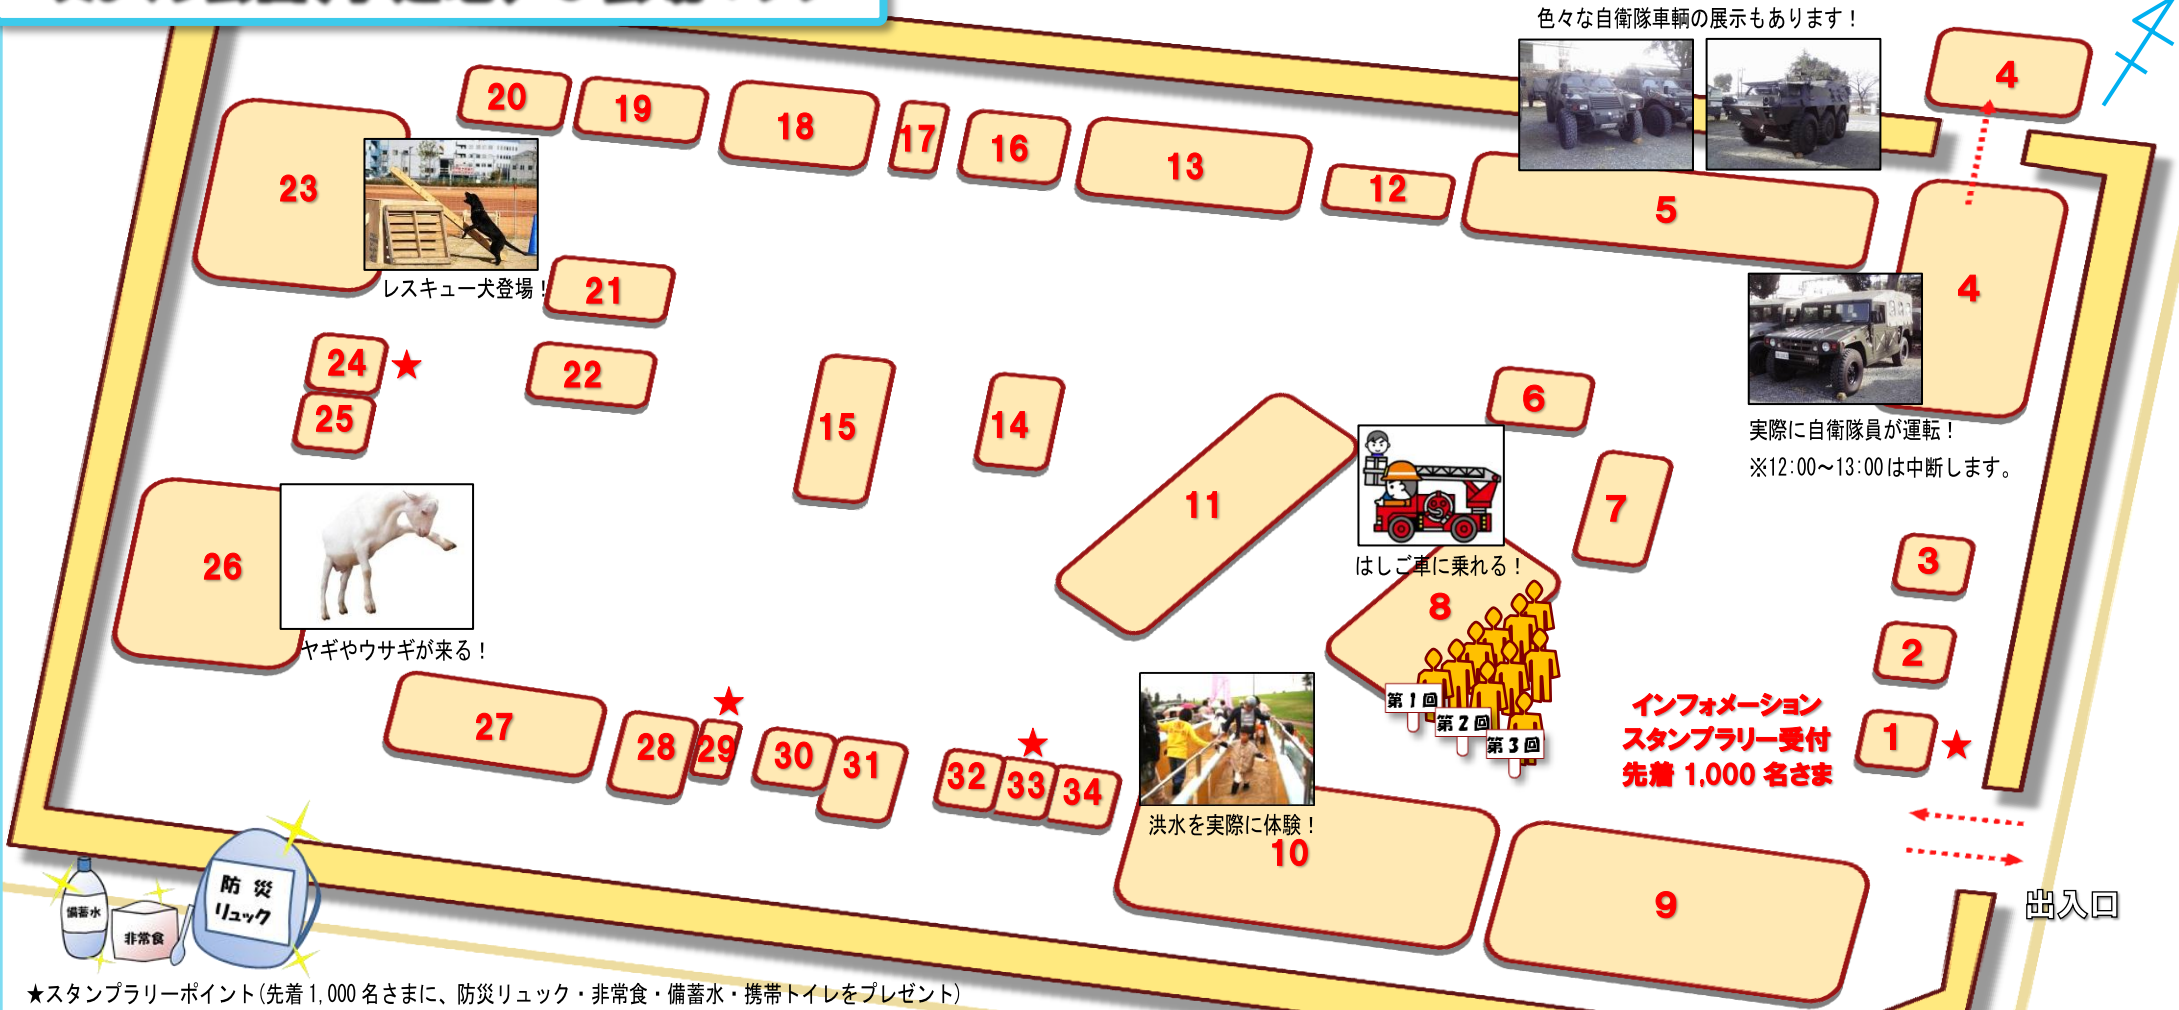 色々な自衛隊車輌の展示もあります！
4
20
19
18
17
16
13
12
5
4
23
レスキュー犬登場！
21
24 ★
22
25
15
14
6
実際に自衛隊員が運転！
※12:00～13:00は中断します。
11
7
はしご車に乗れる！
8
3
26
ヤギやウサギが来る！
2
第1回
第2回
第3回
インフォメーション
スタンプラリー受付
先着 1,000 名さま
1 ★
27
28
★
29
30
31
32
★
33
34
洪水を実際に体験！
10
9
出入口
防災
リュック
備蓄水
非常食
★スタンプラリーポイント(先着1,000名さまに、防災リュック・非常食・備蓄水・携帯トイレをプレゼント)